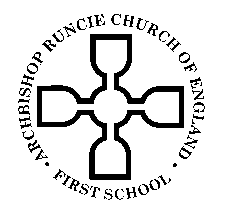 ARCHBISHOP RUNCIE CHURCH OF ENGLAND
FIRST SCHOOL